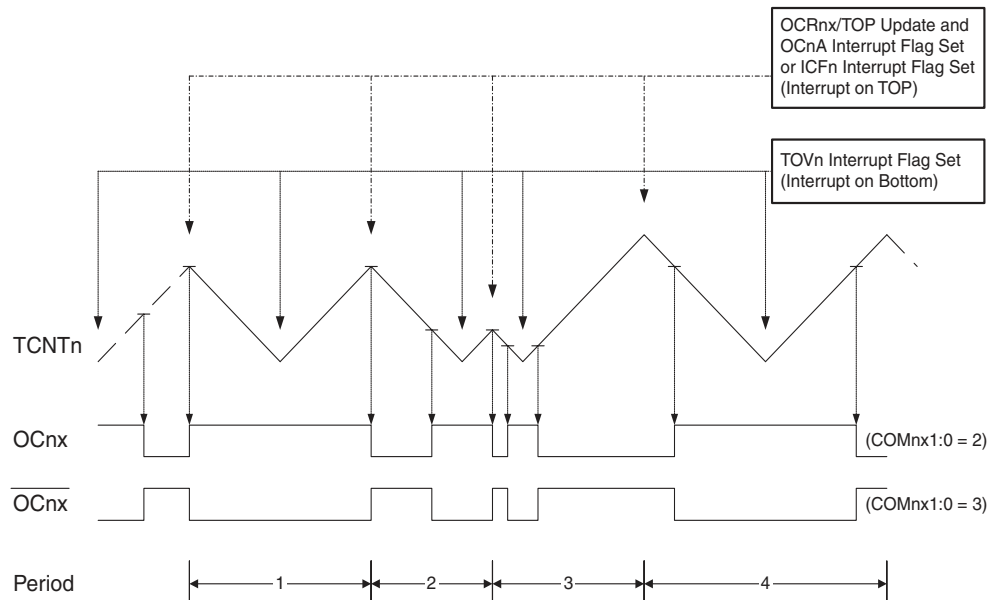 OCRnx/TOP Update and
OCnA Interrupt Flag Set
or ICFn Interrupt Flag Set
(Interrupt on TOP)
TOVn Interrupt Flag Set
(Interrupt on Bottom)
TCNTn
OCnx
(COMnx1:0 = 2)
OCnx
(COMnx1:0 = 3)
Period
1
2
3
4